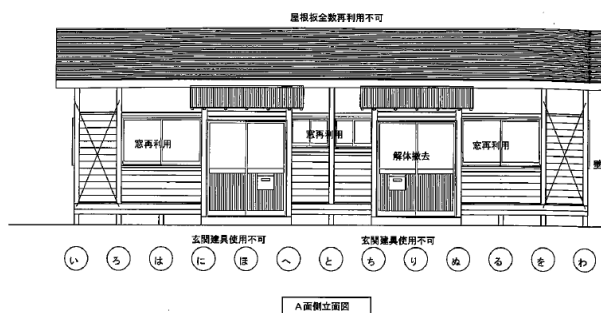 屋根板全数再利用不可
窓再利用
窓再利用
解体撤去
窓再利用
壁
玄関建具使用不可
玄関建具使用不可
い ろ は に ほ へ と ち り ぬ る を わ
A面側立面図